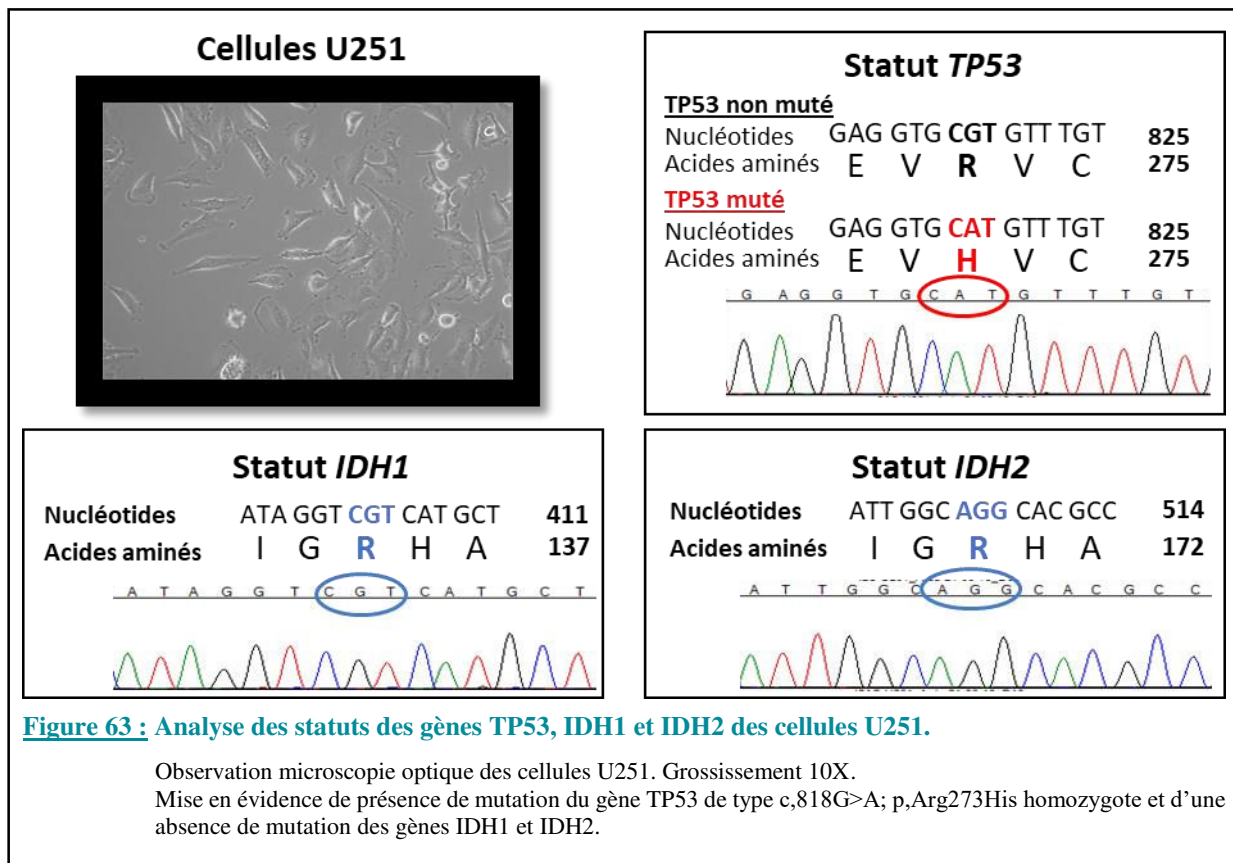 Cellules U251
Statut TP53
TP53 non muté
Nucléotides GAG GTG CGT GTT TGT 825
Acides aminés E V R V C 275
TP53 muté
Nucléotides GAG GTG CAT GTT TGT 825
Acides aminés E V H V C 275
G A G G T G C A T G T T T G T
Statut IDH1
Nucléotides ATA GGT CGT CAT GCT 411
Acides aminés I G R H A 137
A T A G G T C G T C A T G C T
Statut IDH2
Nucléotides ATT GGC AGG CAC GCC 514
Acides aminés I G R H A 172
A T T G G C A G G C A C G C C
Figure 63 : Analyse des statuts des gènes TP53, IDH1 et IDH2 des cellules U251.
Observation microscopie optique des cellules U251. Grossissement 10X.
Mise en évidence de présence de mutation du gène TP53 de type c,818G>A; p,Arg273His homozygote et d’une
absence de mutation des gènes IDH1 et IDH2.